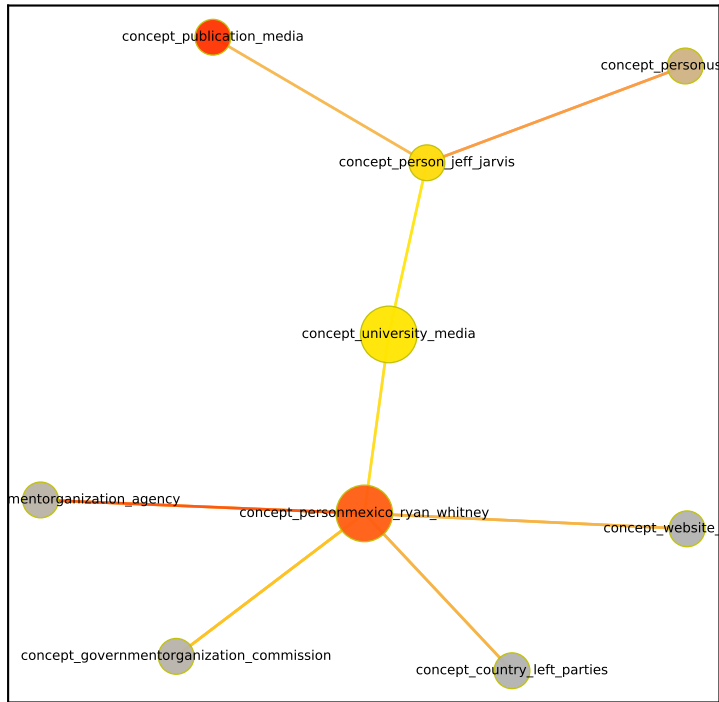 concept_publication_media
concept_personus
concept_person_jeff_jarvis
concept_university_media
mentorganization_agency
concept_personmexico_ryan_whitney
concept_website_
concept_governmentorganization_commission
concept_country_left_parties